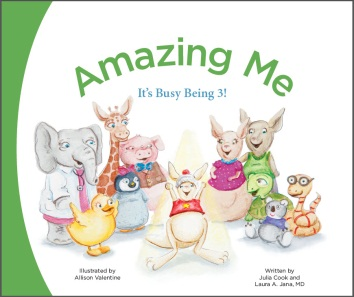 Amazing Me
It's Busy Being 3!
Illustrated by
Allison Valentine
Written by
Julia Cook and
Laura A. Jana, MD